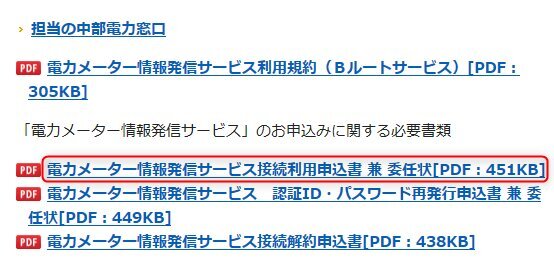 › 担当の中部電力窓口
PDF 電力メーター情報発信サービス利用規約（Ｂルートサービス）[PDF：
305KB]
「電力メーター情報発信サービス」のお申込みに関する必要書類
PDF 電力メーター情報発信サービス接続利用申込書 兼 委任状[PDF：451KB]
PDF 電力メーター情報発信サービス　認証ID・パスワード再発行申込書 兼 委
任状[PDF：449KB]
PDF 電力メーター情報発信サービス接続解約申込書[PDF：438KB]